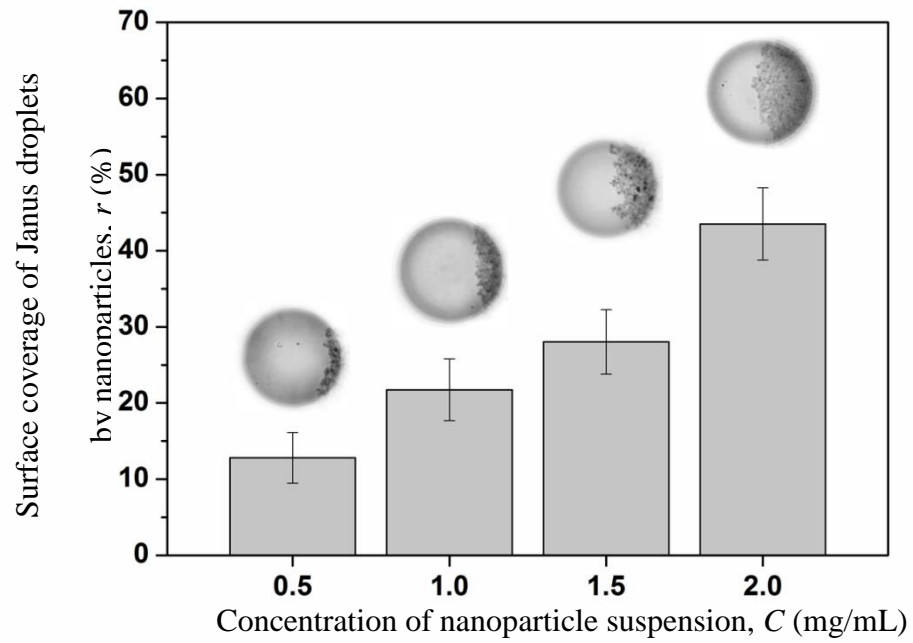 Surface coverage of Janus droplets
by nanoparticles, r (%)
70
60
50
40
30
20
10
0
0.5 1.0 1.5 2.0
Concentration of nanoparticle suspension, C (mg/mL)